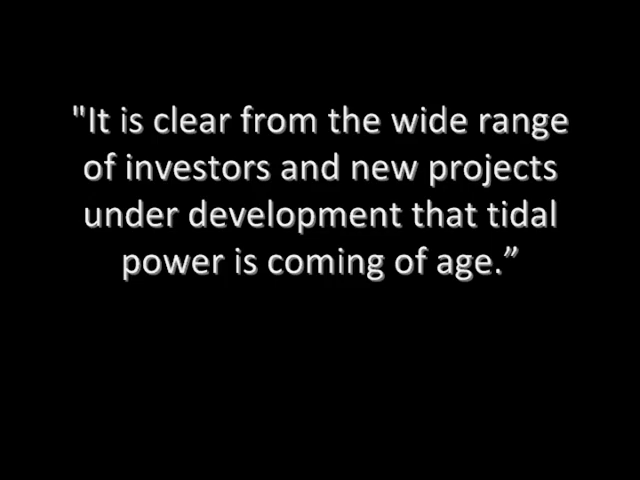 "It is clear from the wide range
of investors and new projects
under development that tidal
power is coming of age.”